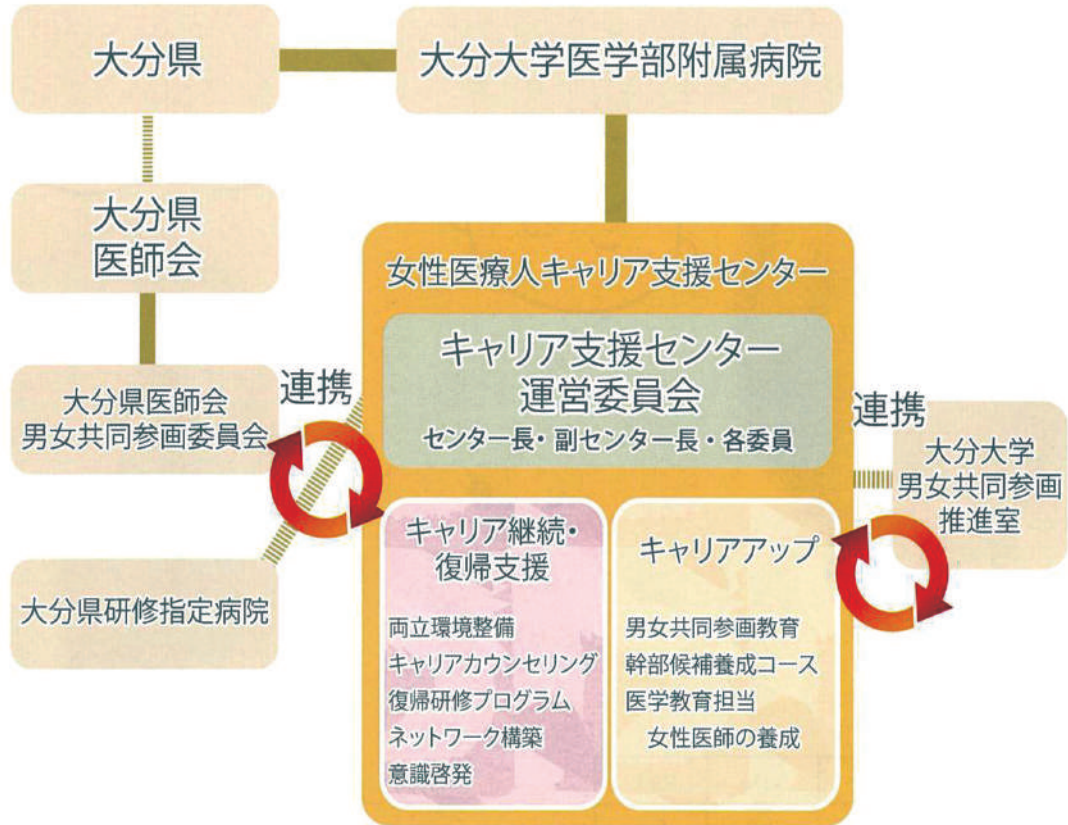 大分県
大分大学医学部附属病院
大分県
医師会
女性医療人キャリア支援センター
キャリア支援センター
運営委員会
センター長・副センター長・各委員
大分県医師会
男女共同参画委員会
連携
連携
大分大学
男女共同参画
推進室
キャリア継続・
復帰支援
両立環境整備
キャリアカウンセリング
復帰研修プログラム
ネットワーク構築
意識啓発
キャリアアップ
男女共同参画教育
幹部候補養成コース
医学教育担当
女性医師の養成
大分県研修指定病院